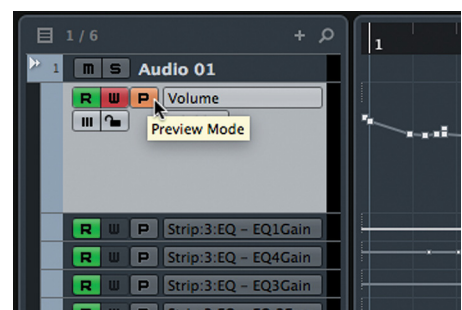 1 / 6
1
1 m S Audio 01
R W P Volume
Preview Mode
R W P Strip:3:EQ – EQ1Gain
R W P Strip:3:EQ – EQ4Gain
R W P Strip:3:EQ – EQ3Gain
R W P